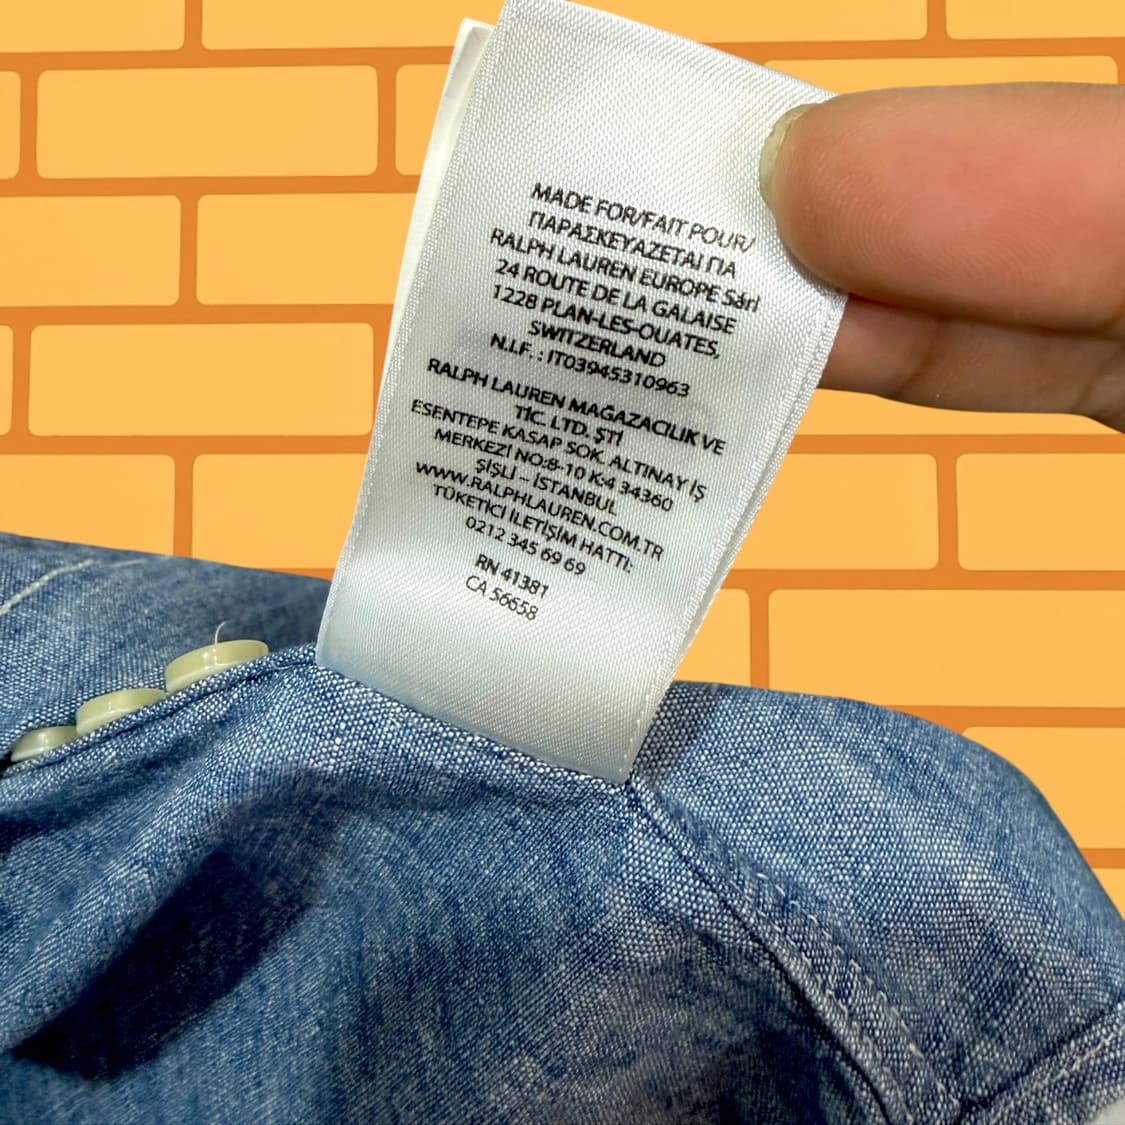 MADE FOR/FAIT POUR/
ΠΑΡΑΣΚΕΥΑΖΕΤΑΙ ΠΑ
RALPH LAUREN EUROPE Sàrl
24 ROUTE DE LA GALAISE
1228 PLAN-LES-OUATES,
SWITZERLAND
N.I.F. : IT03945310963
RALPH LAUREN MAĞAZACILIK VE
TİC. LTD. ŞTİ
ESENTEPE KASAP SOK. ALTINAY İŞ
MERKEZİ NO:8-10 K:4 34360
ŞİSLİ – İSTANBUL
WWW.RALPHLAUREN.COM.TR
TÜKETİCİ İLETİŞİM HATTI:
0212 345 69 69
RN 41381
CA 56658